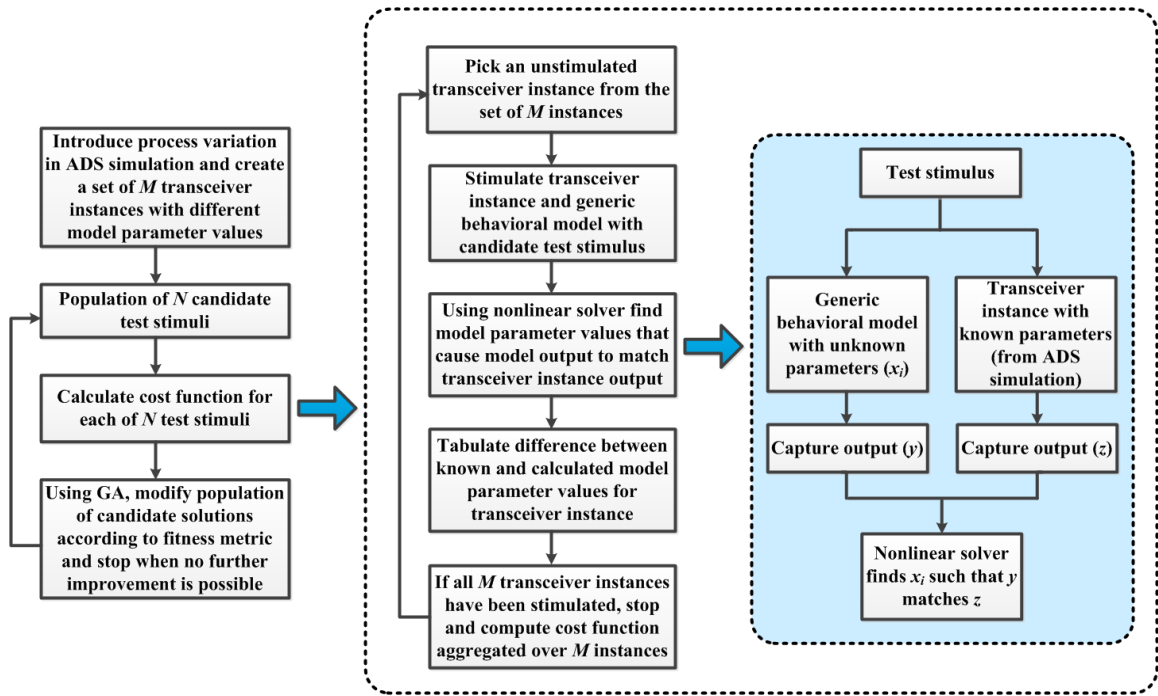 Introduce process variation
in ADS simulation and create
a set of M transceiver
instances with different
model parameter values
Population of N candidate
test stimuli
Calculate cost function for
each of N test stimuli
Using GA, modify population
of candidate solutions
according to fitness metric
and stop when no further
improvement is possible
Pick an unstimulated
transceiver instance from the
set of M instances
Stimulate transceiver
instance and generic
behavioral model with
candidate test stimulus
Using nonlinear solver find
model parameter values that
cause model output to match
transceiver instance output
Tabulate difference between
known and calculated model
parameter values for
transceiver instance
If all M transceiver instances
have been stimulated, stop
and compute cost function
aggregated over M instances
Test stimulus
Generic
behavioral model
with unknown
parameters (xi)
Transceiver
instance with
known parameters
(from ADS
simulation)
Capture output (y)
Capture output (z)
Nonlinear solver
finds xi such that y
matches z